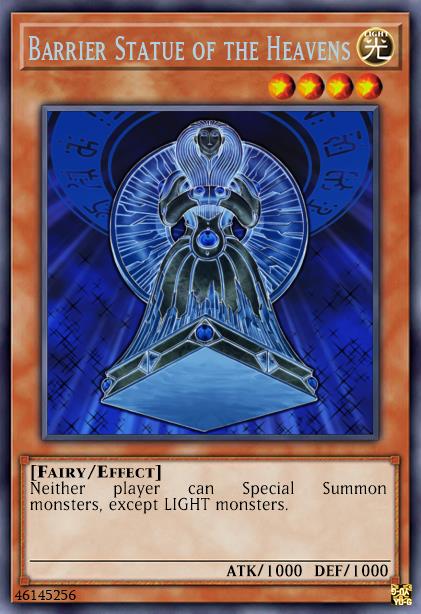 Barrier Statue of the Heavens
LIGHT
光
[Fairy/Effect]
Neither player can Special Summon
monsters, except LIGHT monsters.
ATK/1000 DEF/1000
46145256